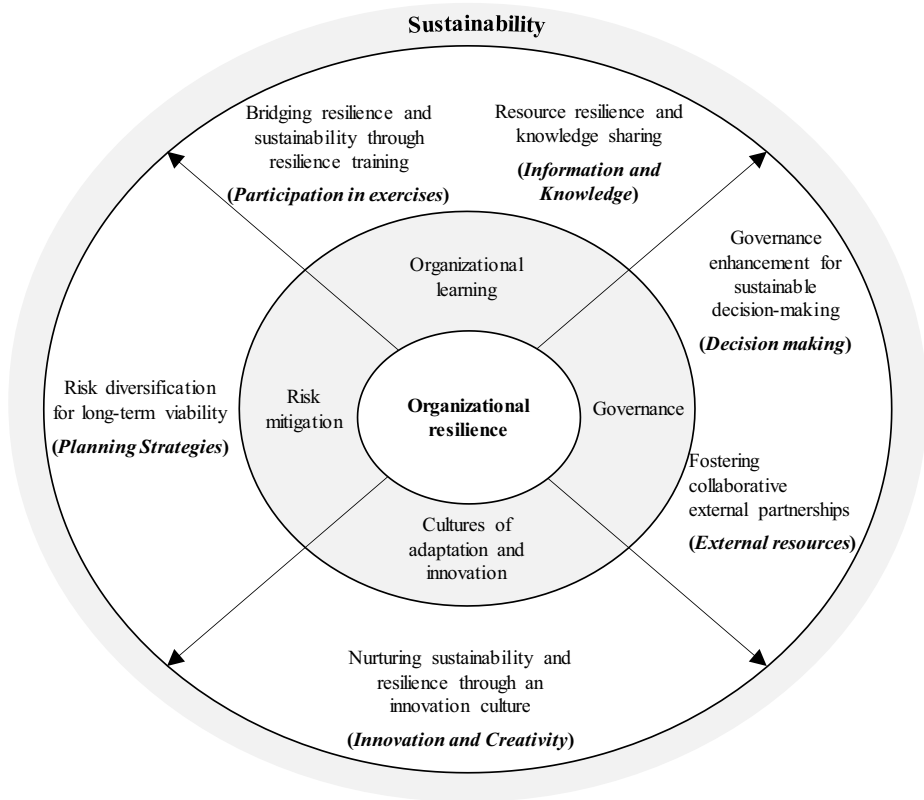 Sustainability
Bridging resilience and
sustainability through
resilience training
(Participation in exercises)
Resource resilience and
knowledge sharing
(Information and
Knowledge)
Governance
enhancement for
sustainable
decision-making
(Decision making)
Organizational
learning
Risk diversification
for long-term viability
(Planning Strategies)
Risk
mitigation
Organizational
resilience
Governance
Fostering
collaborative
external partnerships
(External resources)
Cultures of
adaptation and
innovation
Nurturing sustainability and
resilience through an
innovation culture
(Innovation and Creativity)